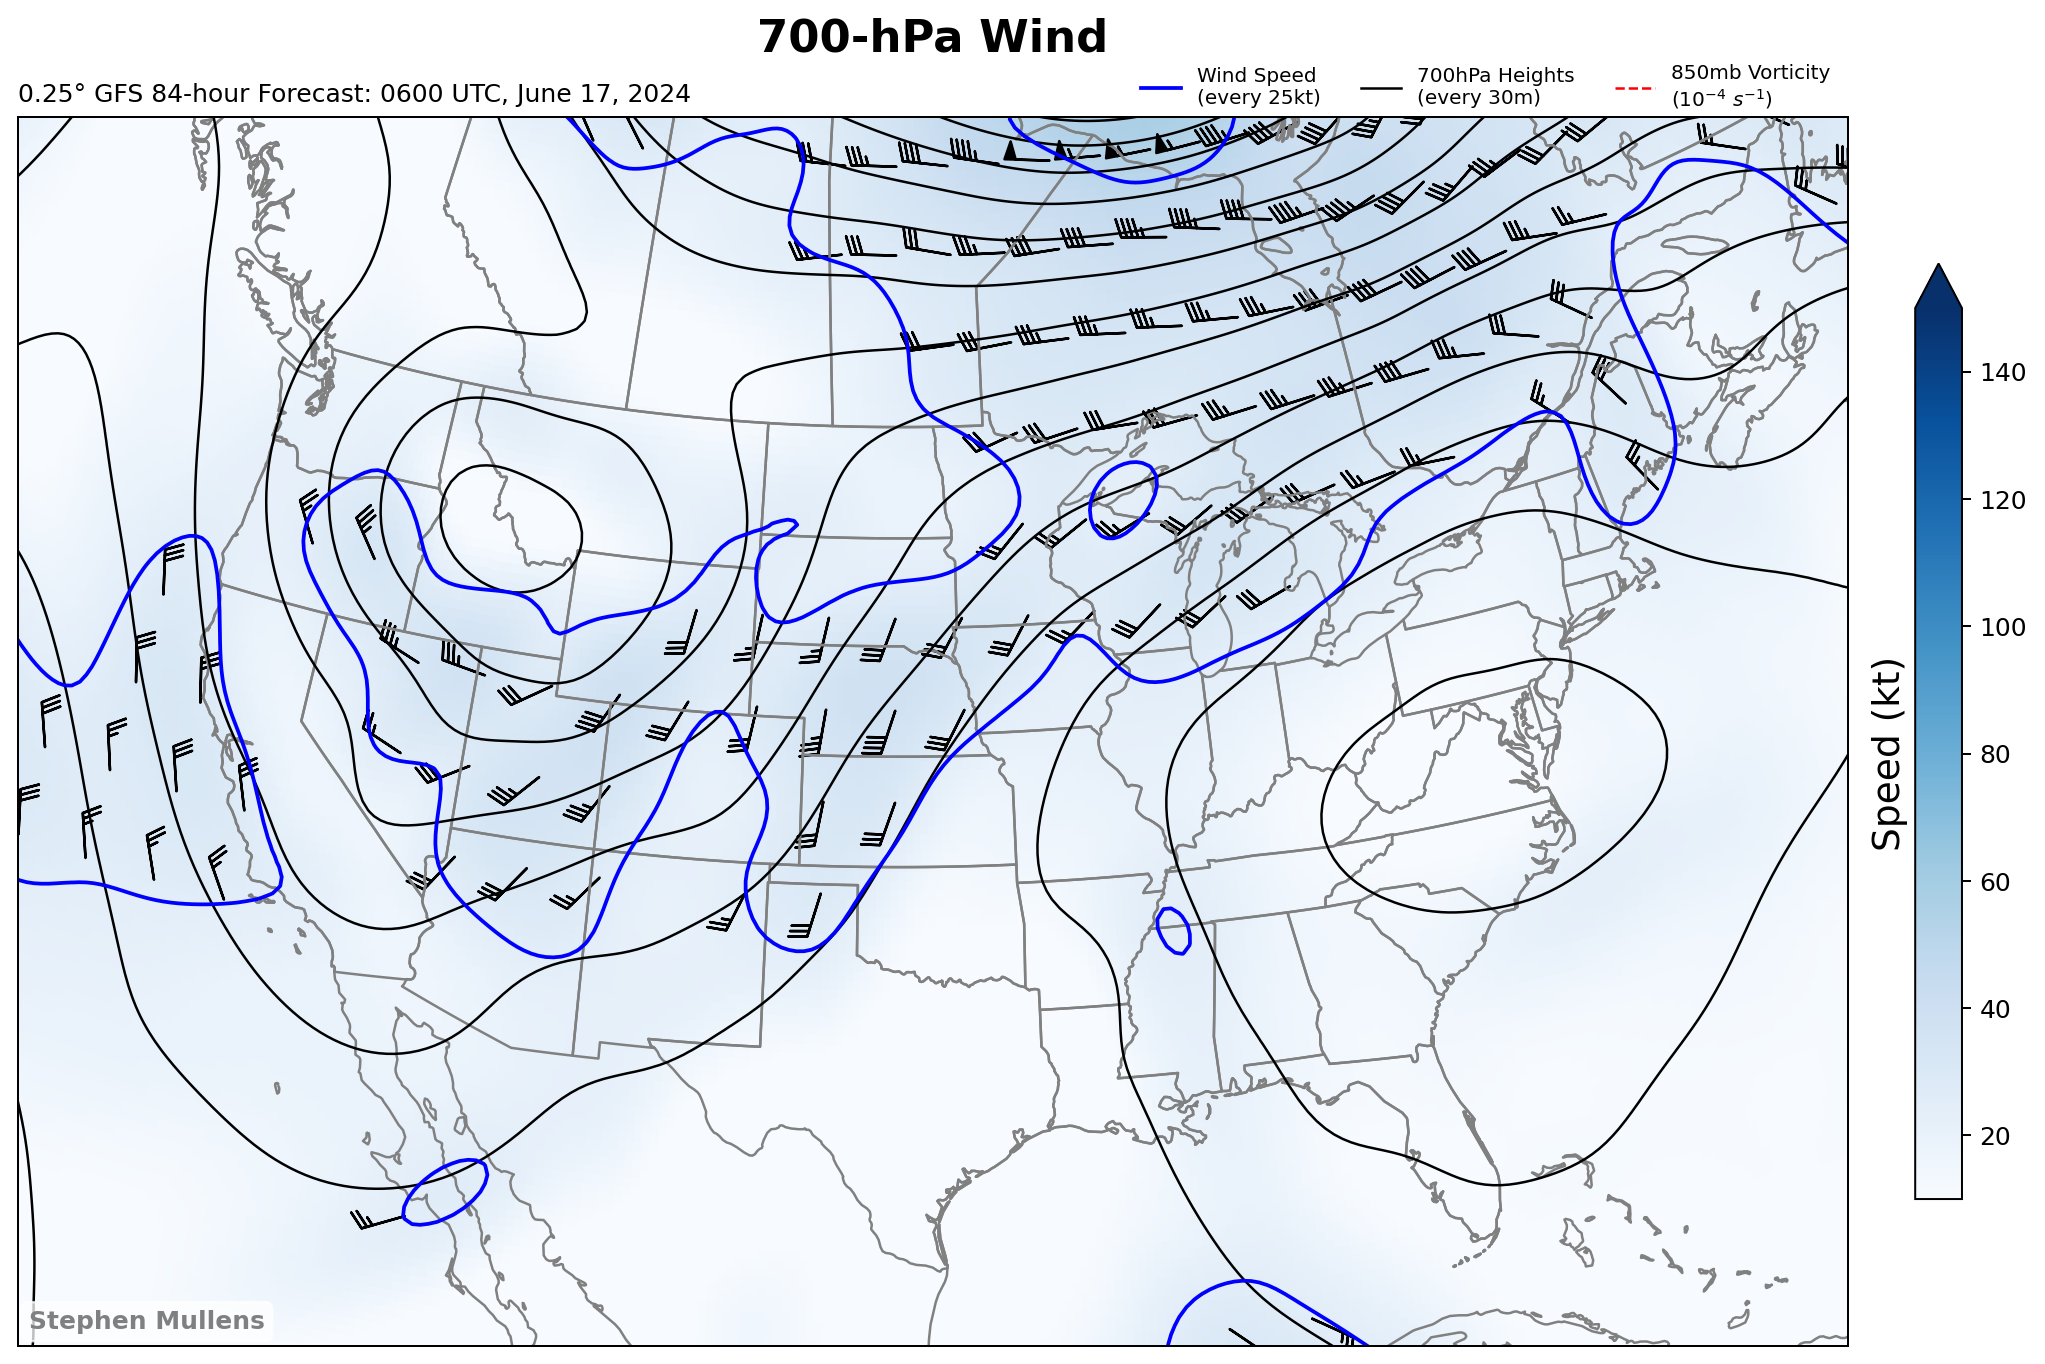 700-hPa Wind
0.25° GFS 84-hour Forecast: 0600 UTC, June 17, 2024
Wind Speed
(every 25kt)
700hPa Heights
(every 30m)
850mb Vorticity
(10⁻⁴ s⁻¹)
140
120
100
80
60
40
20
Speed (kt)
Stephen Mullens